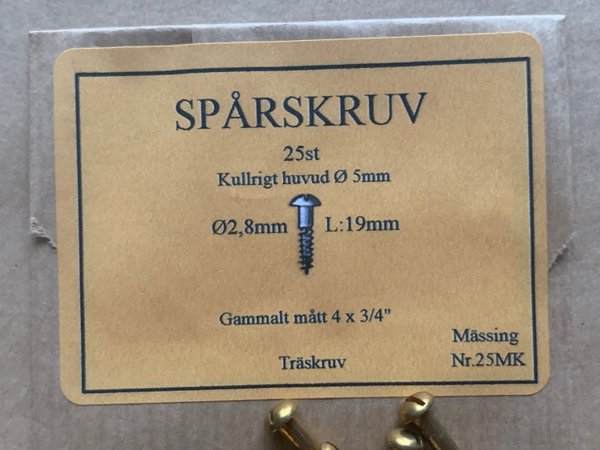 SPÅRSKRUV
25st
Kullrigt huvud Ø 5mm
Ø2,8mm L:19mm
Gammalt mått 4 x 3/4"
Mässing
Träskruv Nr.25MK